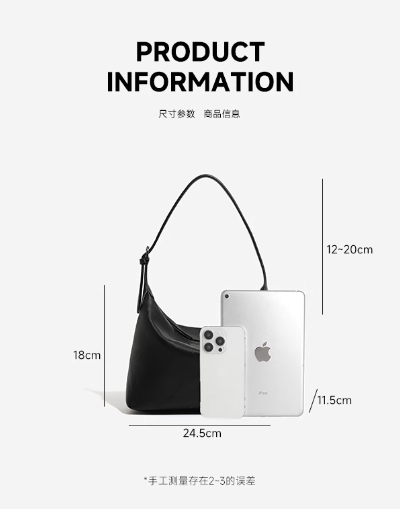 PRODUCT
INFORMATION
尺寸参数 商品信息
12~20cm
18cm
iPad
11.5cm
24.5cm
*手工测量存在2-3的误差